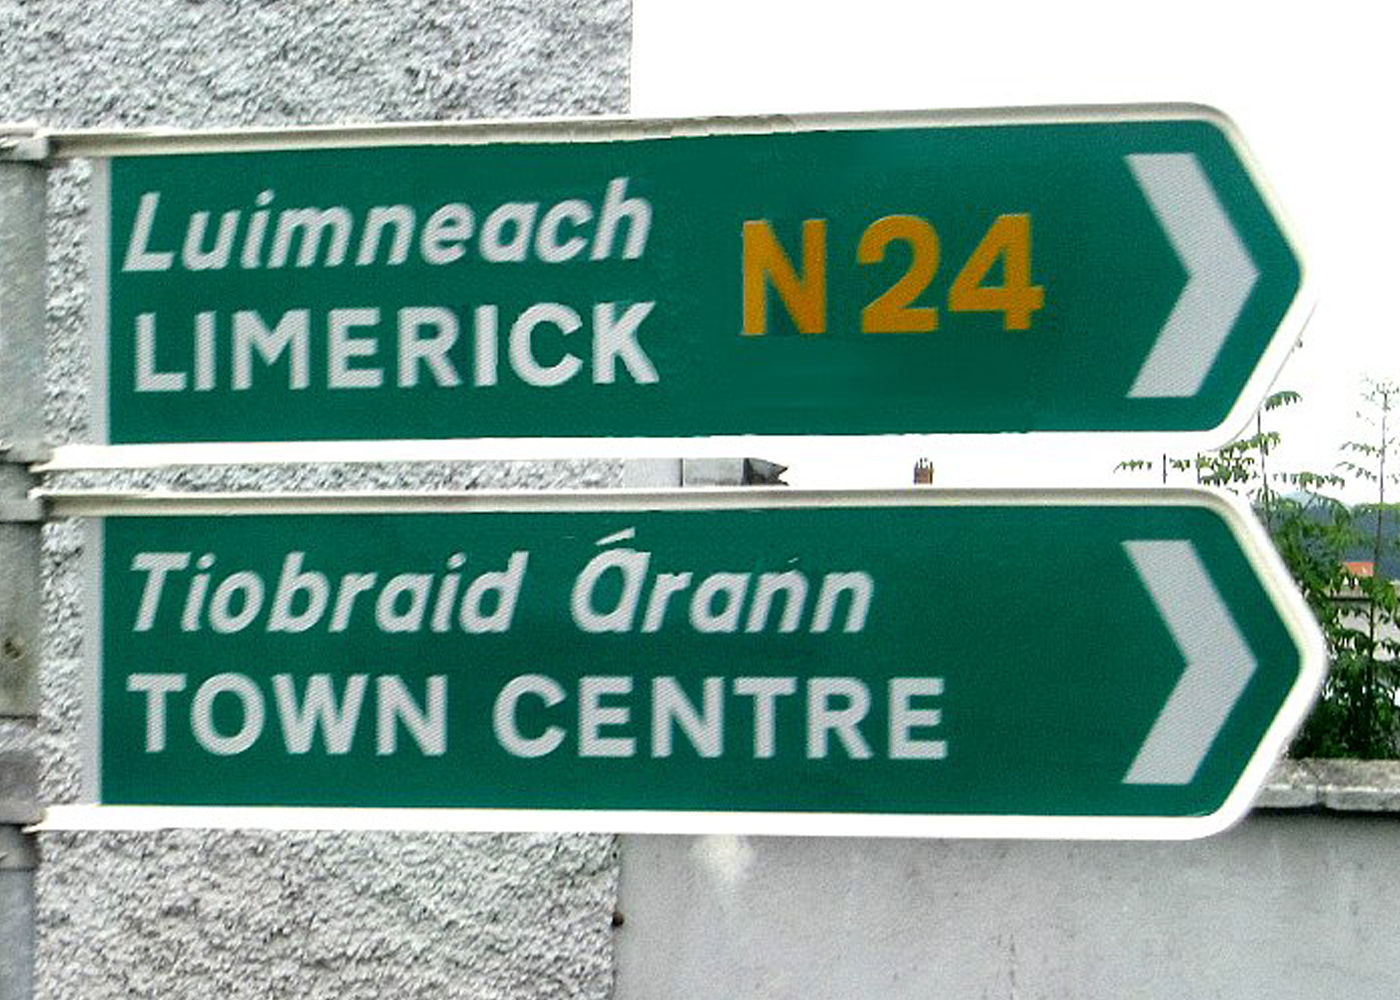 Luimneach
LIMERICK N24
Tiobraid Árann
TOWN CENTRE